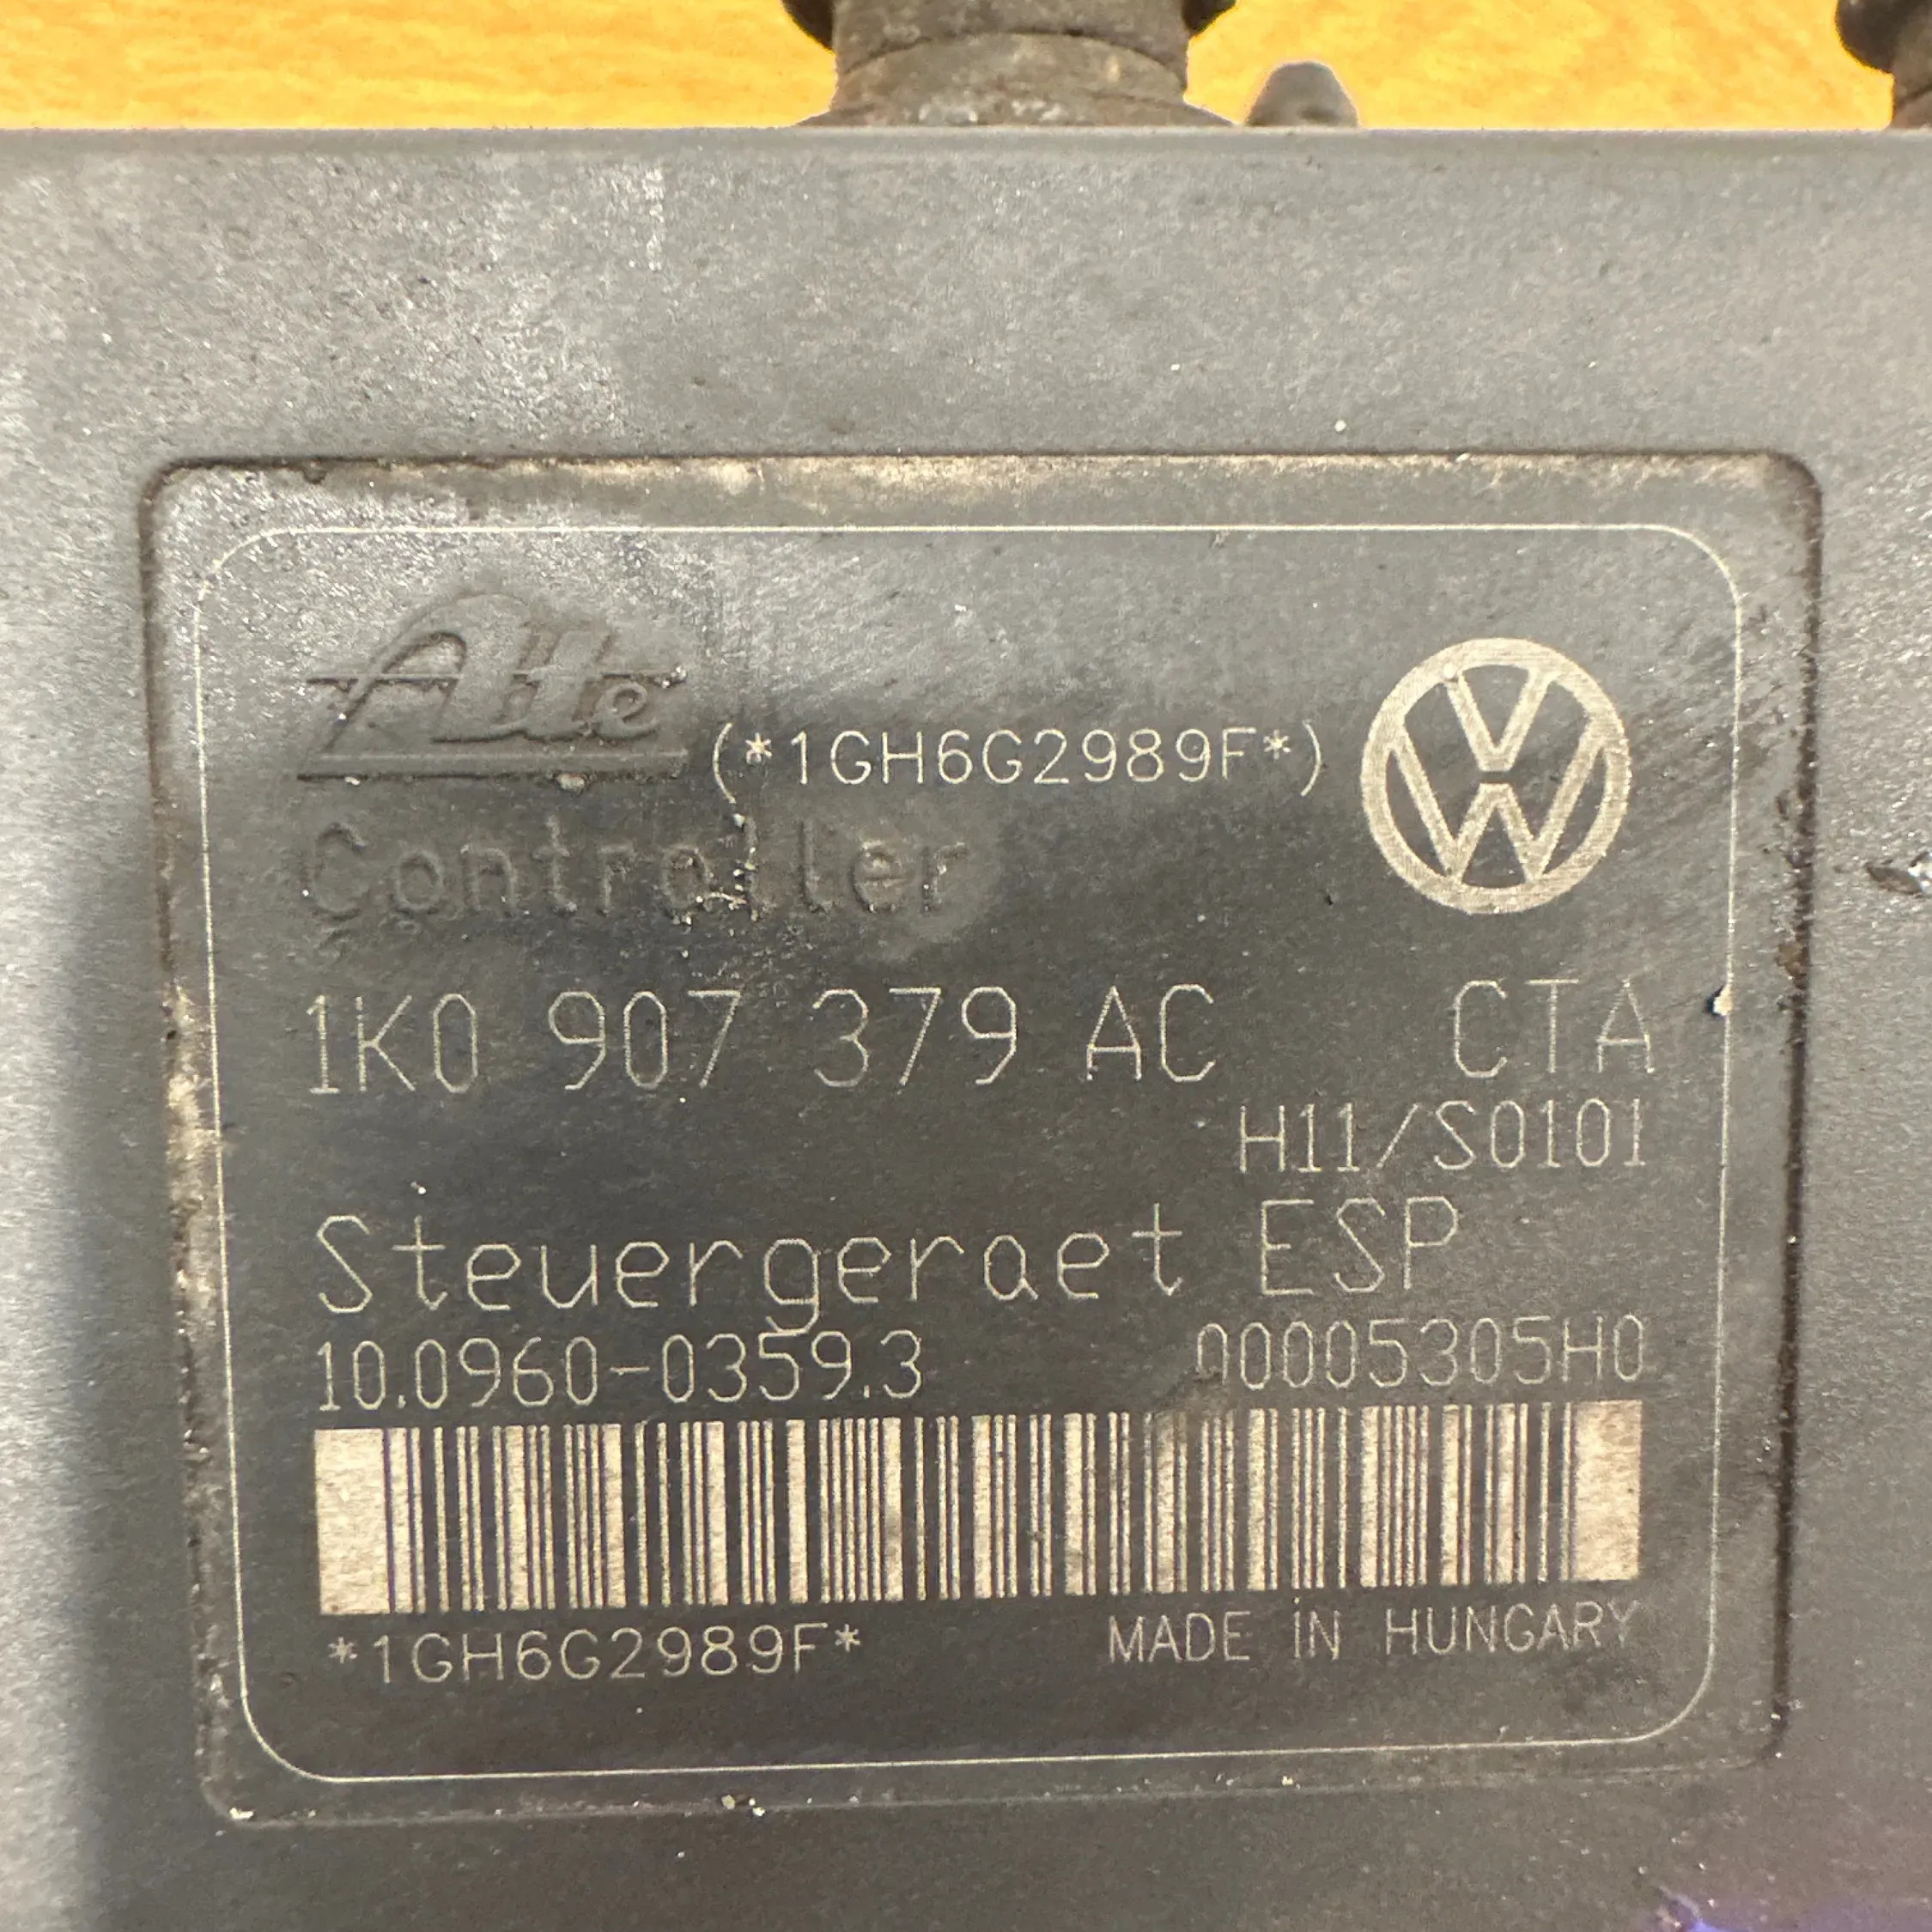 Ate
(*1GH6G2989F*)
Controller
1K0 907 379 AC CTA
H11/S0101
Steuergeraet ESP
10.0960-0359.3 00005305H0
*1GH6G2989F* MADE IN HUNGARY